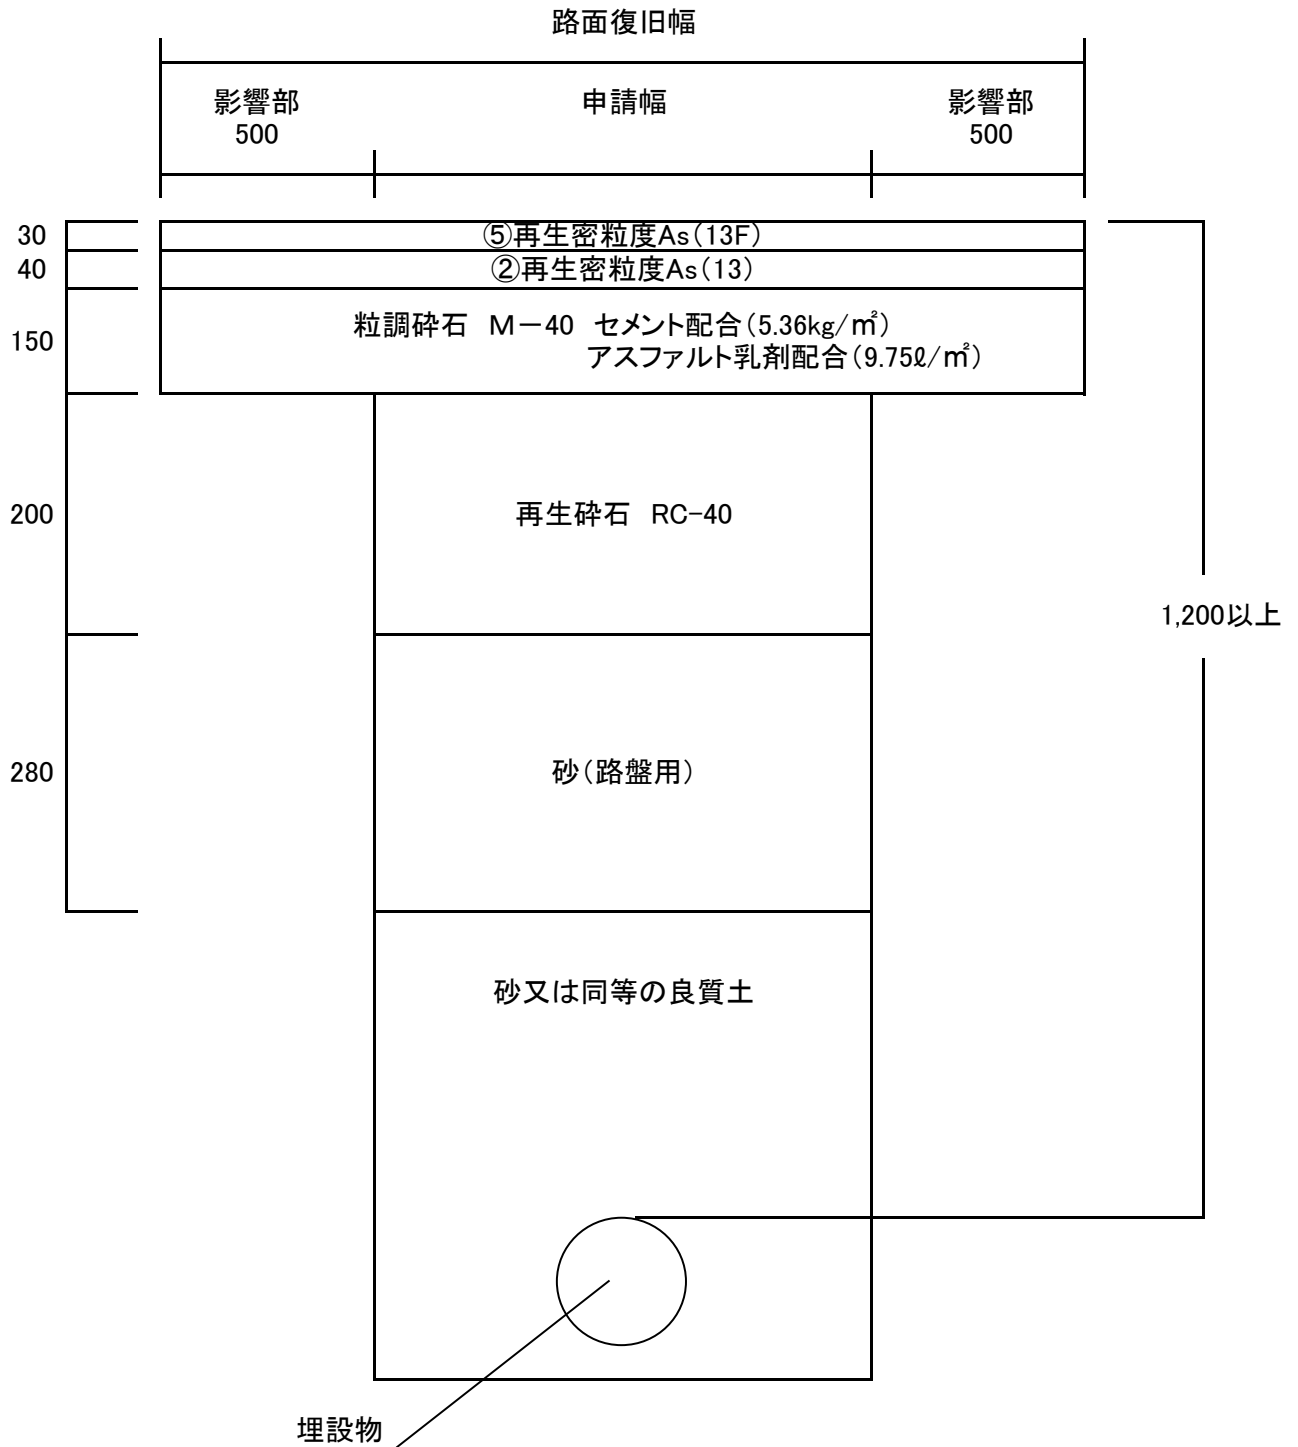 路面復旧幅
影響部
500
申請幅
影響部
500
30
⑤再生密粒度As(13F)
40
②再生密粒度As(13)
150
粒調砕石 M－40 セメント配合(5.36kg/㎡)
アスファルト乳剤配合(9.75ℓ/㎡)
200
再生砕石 RC-40
1,200以上
280
砂(路盤用)
砂又は同等の良質土
埋設物